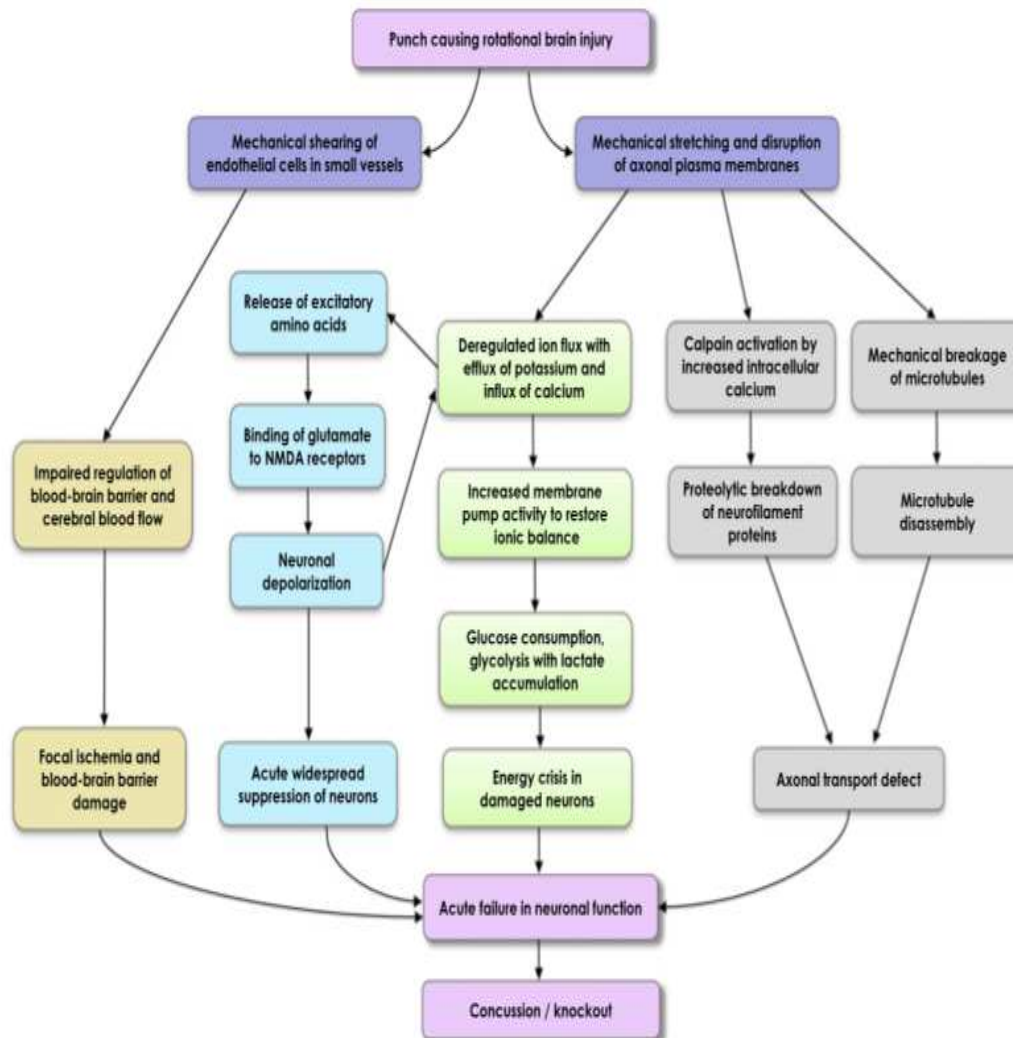 Punch causing rotational brain injury
Mechanical shearing of
endothelial cells in small vessels
Mechanical stretching and disruption
of axonal plasma membranes
Release of excitatory
amino acids
Deregulated ion flux with
efflux of potassium and
influx of calcium
Calpain activation by
increased intracellular
calcium
Mechanical breakage
of microtubules
Impaired regulation of
blood-brain barrier and
cerebral blood flow
Binding of glutamate
to NMDA receptors
Increased membrane
pump activity to restore
ionic balance
Proteolytic breakdown
of neurofilament
proteins
Microtubule
disassembly
Neuronal
depolarization
Glucose consumption,
glycolysis with lactate
accumulation
Focal ischemia and
blood-brain barrier
damage
Acute widespread
suppression of neurons
Energy crisis in
damaged neurons
Axonal transport defect
Acute failure in neuronal function
Concussion / knockout